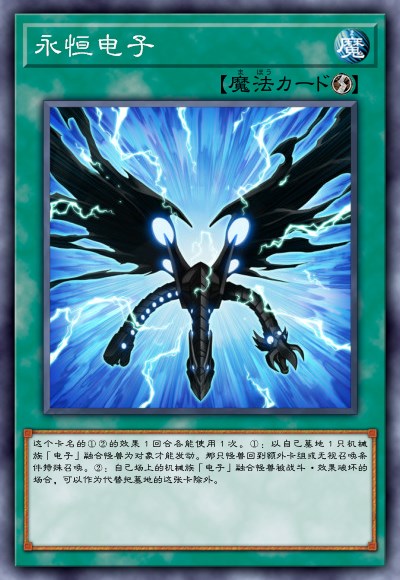 永恒电子
魔
【魔法カード】
まほう
这个卡名的①②的效果1回合各能使用1次。①：以自己墓地1只机械
族「电子」融合怪兽为对象才能发动。那只怪兽回到额外卡组或无视召唤条
件特殊召唤。②：自己场上的机械族「电子」融合怪兽被战斗·效果破坏的
场合，可以作为代替把墓地的这张卡除外。